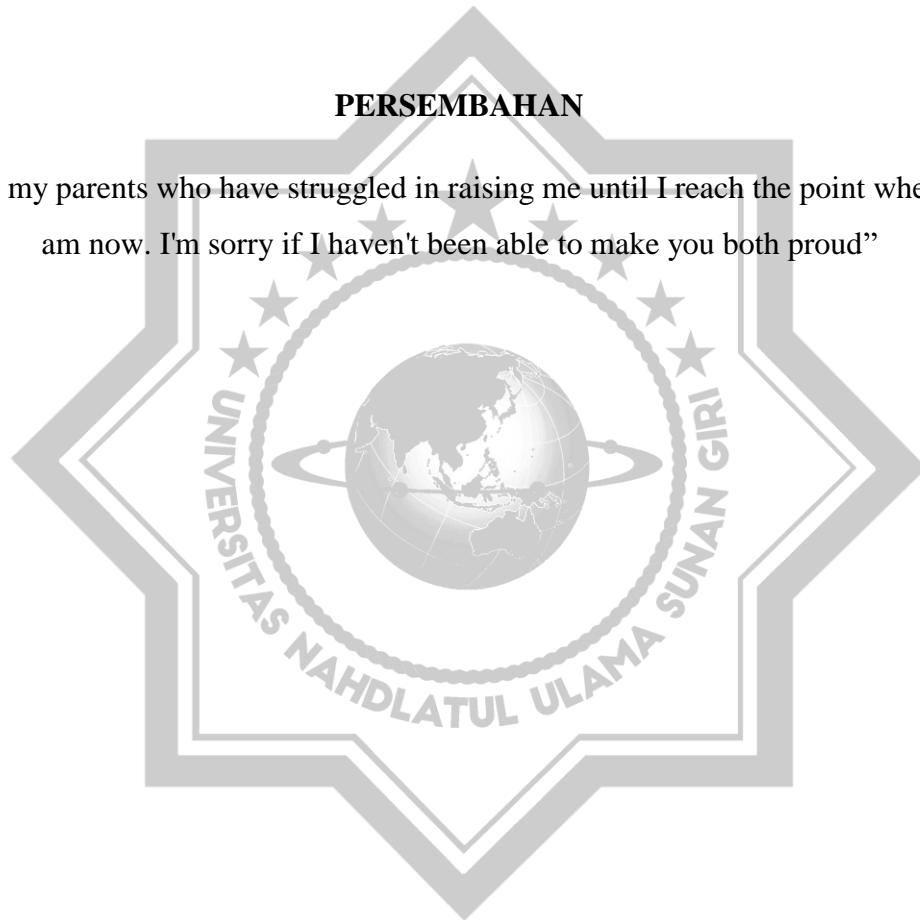 PERSEMBAHAN
my parents who have struggled in raising me until I reach the point whe
am now. I'm sorry if I haven't been able to make you both proud”
UNIVERSITAS NAHDLATUL ULAMA SUNAN GIRI